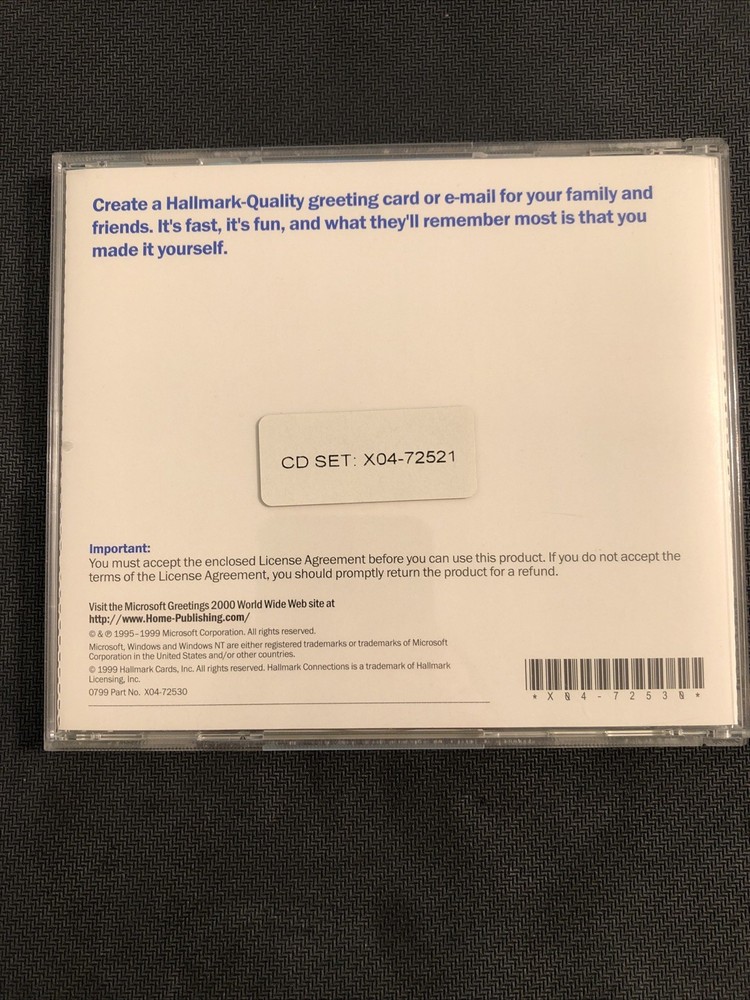 Create a Hallmark-Quality greeting card or e-mail for your family and
friends. It's fast, it's fun, and what they'll remember most is that you
made it yourself.
CD SET: X04-72521
Important:
You must accept the enclosed License Agreement before you can use this product. If you do not accept the
terms of the License Agreement, you should promptly return the product for a refund.
Visit the Microsoft Greetings 2000 World Wide Web site at
http://www.Home-Publishing.com/
© & ℗ 1995–1999 Microsoft Corporation. All rights reserved.
Microsoft, Windows and Windows NT are either registered trademarks or trademarks of Microsoft
Corporation in the United States and/or other countries.
© 1999 Hallmark Cards, Inc. All rights reserved. Hallmark Connections is a trademark of Hallmark
Licensing, Inc.
0799 Part No. X04-72530
*X04-72530*